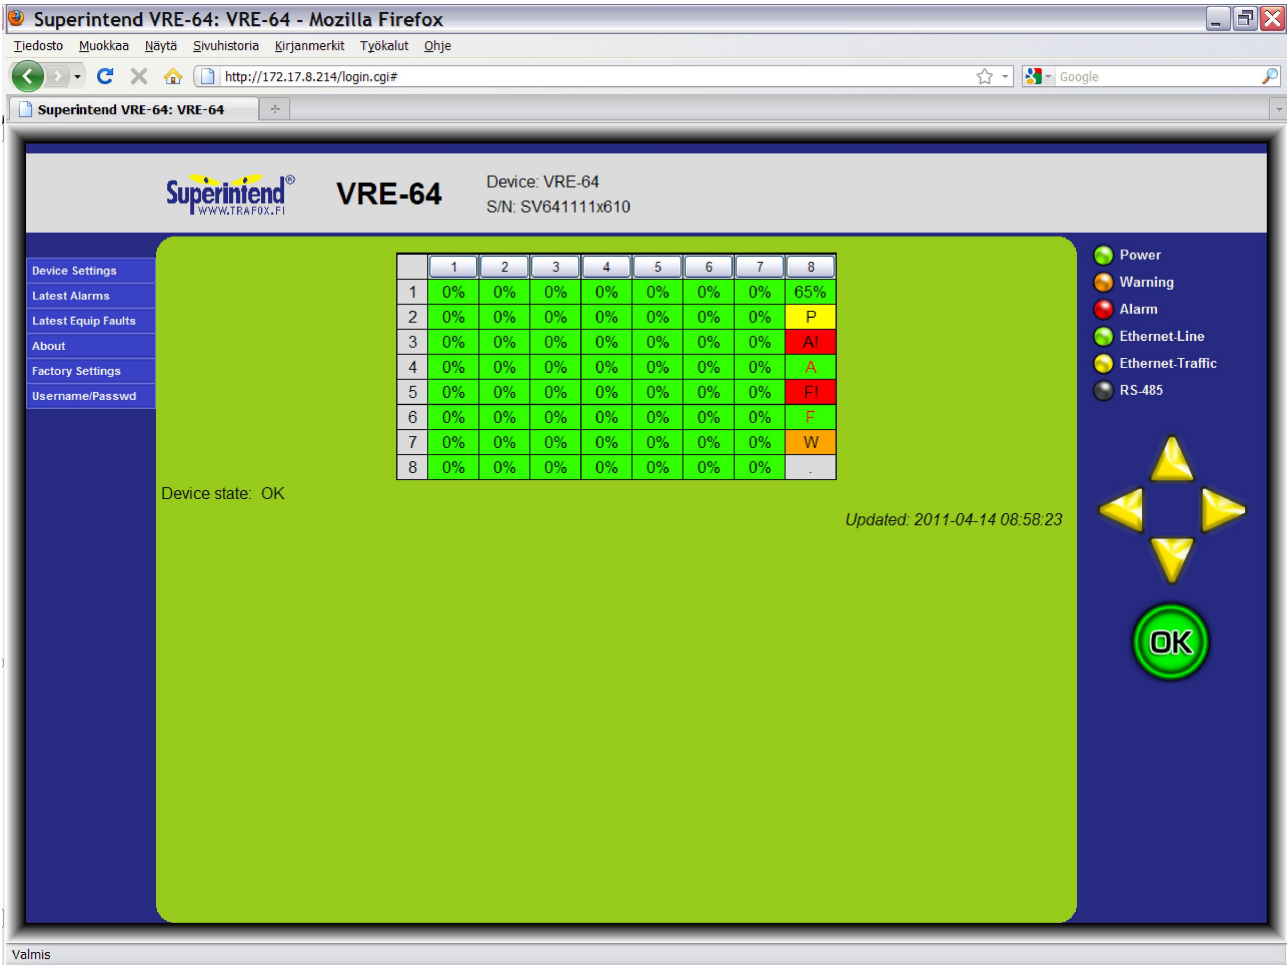 Superintend VRE-64: VRE-64 - Mozilla Firefox
Tiedosto Muokkaa Näytä Sivuhistoria Kirjanmerkit Työkalut Ohje
http://172.17.8.214/login.cgi# Google
Superintend VRE-64: VRE-64
Superintend® VRE-64 Device: VRE-64
WWW.TRAFOX.FI S/N: SV641111x610
Device Settings
Latest Alarms
Latest Equip Faults
About
Factory Settings
Username/Passwd
1 2 3 4 5 6 7 8
1 0% 0% 0% 0% 0% 0% 0% 65%
2 0% 0% 0% 0% 0% 0% 0% P
3 0% 0% 0% 0% 0% 0% 0% A!
4 0% 0% 0% 0% 0% 0% 0% A
5 0% 0% 0% 0% 0% 0% 0% F!
6 0% 0% 0% 0% 0% 0% 0% F
7 0% 0% 0% 0% 0% 0% 0% W
8 0% 0% 0% 0% 0% 0% 0% .
Device state: OK
Updated: 2011-04-14 08:58:23
Power
Warning
Alarm
Ethernet-Line
Ethernet-Traffic
RS-485
OK
Valmis